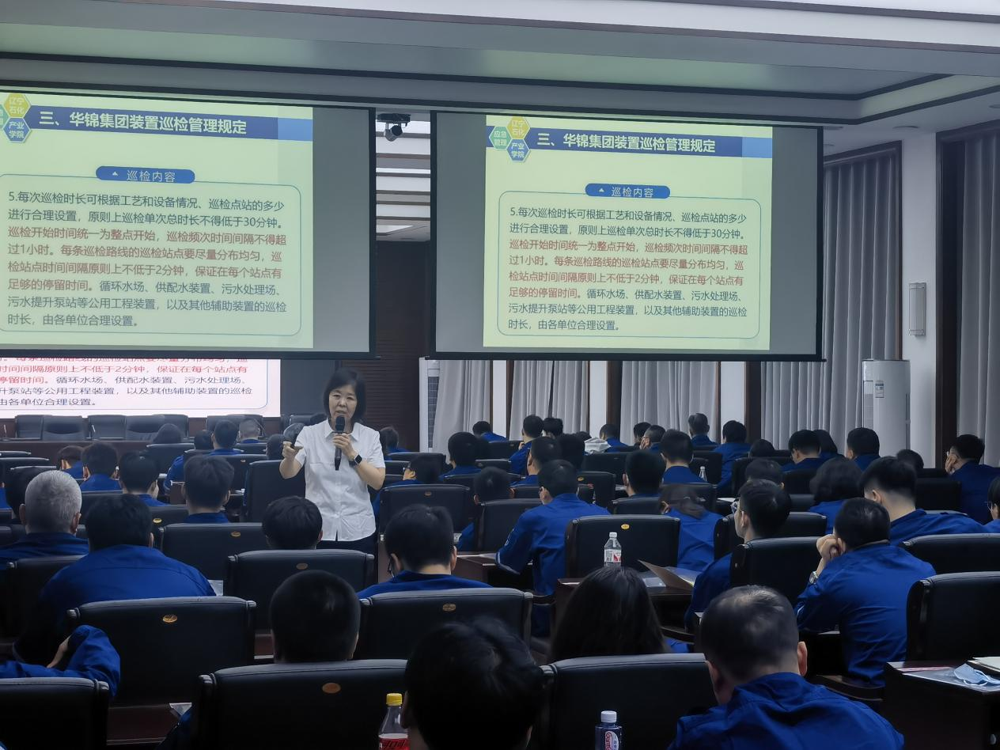 辽宁
石化
产业
学院
三、华锦集团装置巡检管理规定
巡检内容
5.每次巡检时长可根据工艺和设备情况、巡检点站的多少
进行合理设置，原则上巡检单次总时长不得低于30分钟。
巡检开始时间统一为整点开始，巡检频次时间间隔不得超
过1小时。每条巡检路线的巡检站点要尽量分布均匀，巡
检站点时间间隔原则上不低于2分钟，保证在每个站点有
足够的停留时间。循环水场、供配水装置、污水处理场、
污水提升泵站等公用工程装置，以及其他辅助装置的巡检
时长，由各单位合理设置。
辽宁
石化
应急
管理
产业
学院
三、华锦集团装置巡检管理规定
巡检内容
5.每次巡检时长可根据工艺和设备情况、巡检点站的多少
进行合理设置，原则上巡检单次总时长不得低于30分钟。
巡检开始时间统一为整点开始，巡检频次时间间隔不得超
过1小时。每条巡检路线的巡检站点要尽量分布均匀，巡
检站点时间间隔原则上不低于2分钟，保证在每个站点有
足够的停留时间。循环水场、供配水装置、污水处理场、
污水提升泵站等公用工程装置，以及其他辅助装置的巡检
时长，由各单位合理设置。
。每条巡检路线的巡检站点要尽量分布均匀，巡
时间间隔原则上不低于2分钟，保证在每个站点有
停留时间。循环水场、供配水装置、污水处理场、
升泵站等公用工程装置，以及其他辅助装置的巡检
由各单位合理设置。